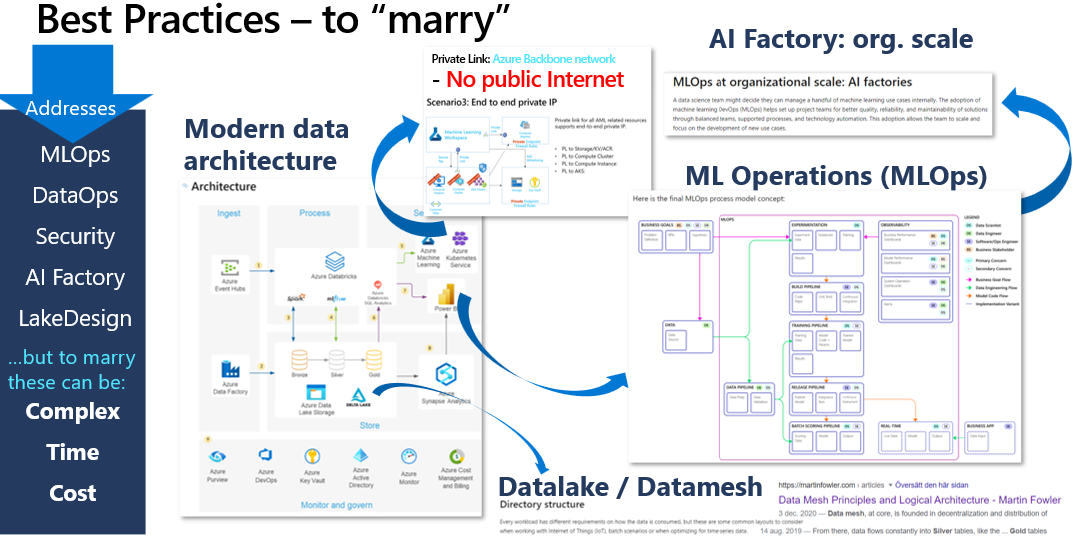 Best Practices – to “marry”
Addresses
MLOps
DataOps
Security
AI Factory
LakeDesign
...but to marry
these can be:
Complex
Time
Cost
Modern data
architecture
Architecture
Ingest
Process
Azure
Event Hubs
Azure Databricks
Spark
mlflow
Azure
Databricks
SQL Analytics
Azure
Machine
Learning
Azure
Kubernetes
Service
Power BI
Azure
Data Factory
Bronze
Silver
Gold
Azure Data
Lake Storage
DELTA LAKE
Azure
Synapse Analytics
Store
Azure
Purview
Azure
DevOps
Azure
Key Vault
Azure
Active
Directory
Azure
Monitor
Azure Cost
Management
and Billing
Monitor and govern
Private Link: Azure Backbone network
- No public Internet
Scenario3: End to end private IP
Machine Learning
Workspace
Private link for all AML related resources
supports end-to-end private IP.
• PL to Storage/KV/ACR:
• PL to Compute Cluster
• PL to Compute Instance:
• PL to AKS:
Private Endpoint
Firewall Rules
Private Endpoint
Firewall Rules
AI Factory: org. scale
MLOps at organizational scale: AI factories
A data science team might decide they can manage a handful of machine learning use cases internally. The adoption of
machine learning DevOps (MLOps) helps set up project teams for better quality, reliability, and maintainability of solutions
through balanced teams, supported processes, and technology automation. This adoption allows the team to scale and
focus on the development of new use cases.
ML Operations (MLOps)
Here is the final MLOps process model concept:
BUSINESS GOALS
MLOPS
EXPERIMENTATION
OBSERVABILITY
BUILD PIPELINE
DATA
TRAINING PIPELINE
DATA PIPELINE
RELEASE PIPELINE
BATCH SCORING PIPELINE
REAL-TIME
BUSINESS APP
LEGEND
Data Scientist
Data Engineer
Software/Ops Engineer
Business Stakeholder
Primary Concern
Secondary Concern
Business Goal Flow
Data Engineering Flow
Model Code Flow
Implementation Variant
Datalake / Datamesh
Directory structure
Every workload has different requirements on how the data is consumed, but these are some common layouts to consider
when working with Internet of Things (IoT), batch scenarios or when optimizing for time-series data.
https://martinfowler.com › articles ▾ Översätt den här sidan
Data Mesh Principles and Logical Architecture - Martin Fowler
3 dec. 2020 — Data mesh, at core, is founded in decentralization and distribution of
14 aug. 2019 — From there, data flows constantly into Silver tables, like the ... Gold tables